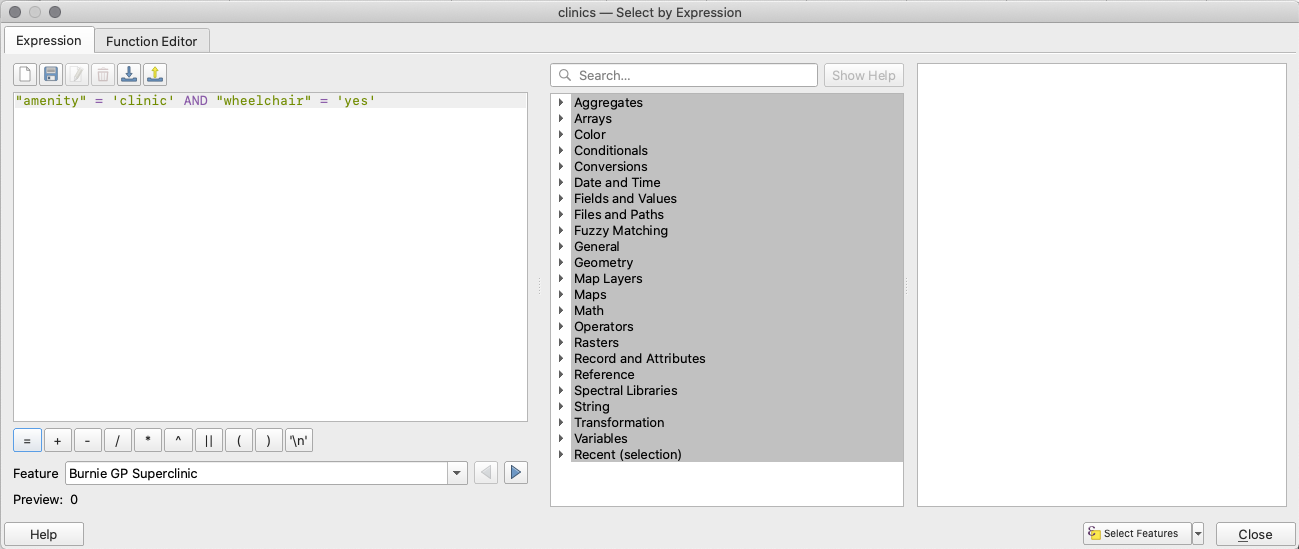 clinics — Select by Expression
Expression
Function Editor
"amenity" = 'clinic' AND "wheelchair" = 'yes'
= + - / * ^ || ( ) '\n'
Feature Burnie GP Superclinic
Preview: 0
Search...
Show Help
Aggregates
Arrays
Color
Conditionals
Conversions
Date and Time
Fields and Values
Files and Paths
Fuzzy Matching
General
Geometry
Map Layers
Maps
Math
Operators
Rasters
Record and Attributes
Reference
Spectral Libraries
String
Transformation
Variables
Recent (selection)
Help
Select Features
Close